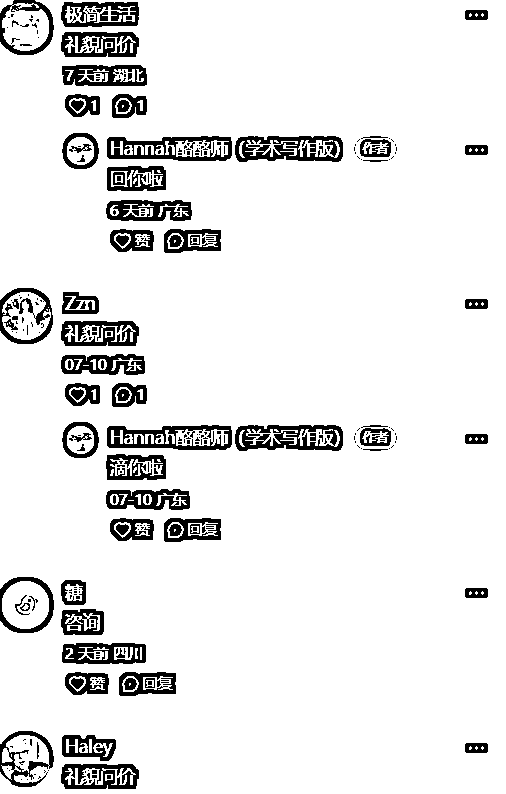 极简生活
礼貌问价
7 天前 湖北
1 1
Hannah酪酪师（学术写作版） 作者
回你啦
6 天前 广东
赞 回复
Zzn
礼貌问价
07-10 广东
1 1
Hannah酪酪师（学术写作版） 作者
滴你啦
07-10 广东
赞 回复
糖
咨询
2 天前 四川
赞 回复
Haley
礼貌问价